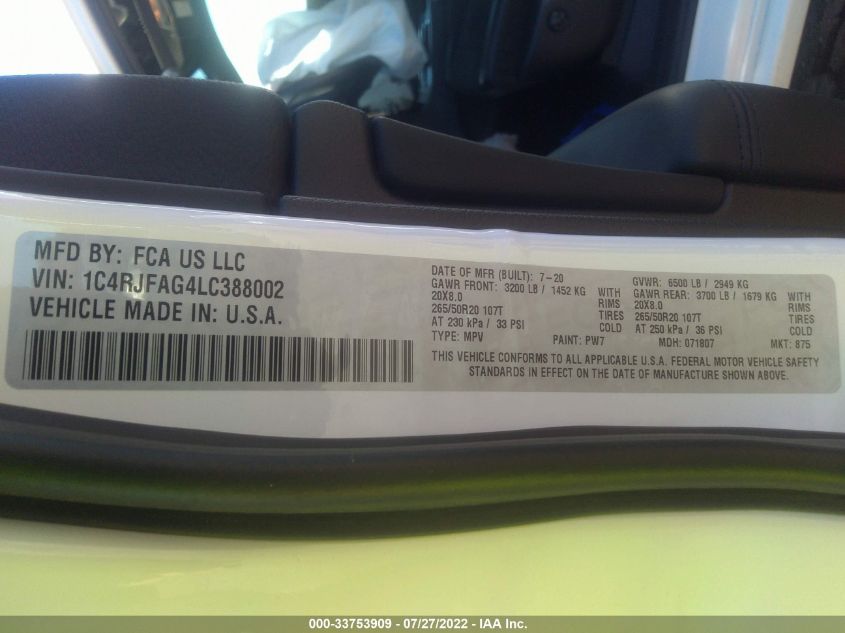 MFD BY: FCA US LLC
VIN: 1C4RJFAG4LC388002
VEHICLE MADE IN: U.S.A.
DATE OF MFR (BUILT): 7-20
GAWR FRONT: 3200 LB / 1452 KG WITH
20X8.0 RIMS
265/50R20 107T TIRES
AT 230 kPa / 33 PSI COLD
TYPE: MPV PAINT: PW7
GVWR: 6500 LB / 2949 KG
GAWR REAR: 3700 LB / 1679 KG WITH
20X8.0 RIMS
265/50R20 107T TIRES
AT 250 kPa / 36 PSI COLD
MDH: 071807 MKT: 875
THIS VEHICLE CONFORMS TO ALL APPLICABLE U.S.A. FEDERAL MOTOR VEHICLE SAFETY
STANDARDS IN EFFECT ON THE DATE OF MANUFACTURE SHOWN ABOVE.
000-33753909 - 07/27/2022 - IAA Inc.